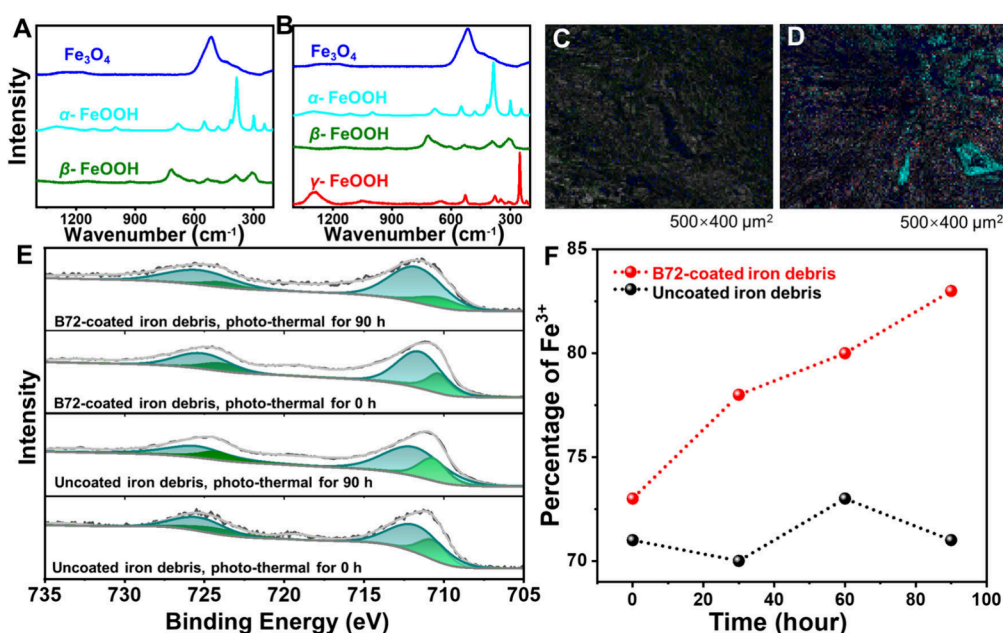 A
Intensity
Fe₃O₄
α- FeOOH
β- FeOOH
1200 900 600 300
Wavenumber (cm⁻¹)
B
Fe₃O₄
α- FeOOH
β- FeOOH
γ- FeOOH
1200 900 600 300
Wavenumber (cm⁻¹)
C
500×400 μm²
D
500×400 μm²
E
Intensity
B72-coated iron debris, photo-thermal for 90 h
B72-coated iron debris, photo-thermal for 0 h
Uncoated iron debris, photo-thermal for 90 h
Uncoated iron debris, photo-thermal for 0 h
735 730 725 720 715 710 705
Binding Energy (eV)
F
Percentage of Fe³⁺
85
80
75
70
B72-coated iron debris
Uncoated iron debris
0 20 40 60 80 100
Time (hour)